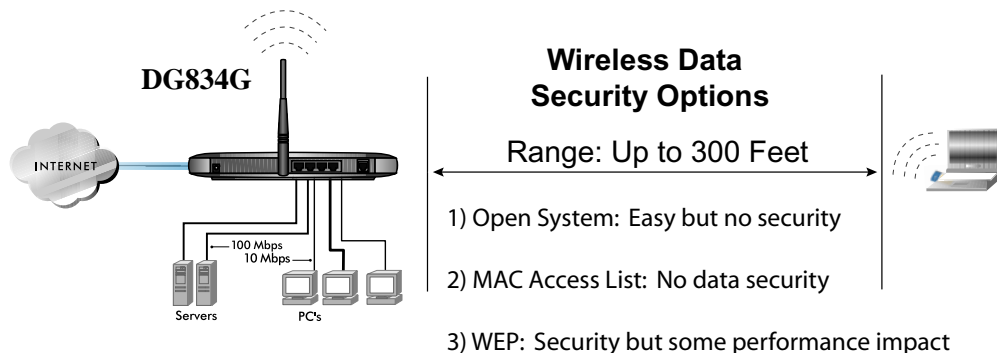 DG834G
INTERNET
100 Mbps
10 Mbps
Servers
PC's
Wireless Data
Security Options
Range: Up to 300 Feet
1) Open System: Easy but no security
2) MAC Access List: No data security
3) WEP: Security but some performance impact